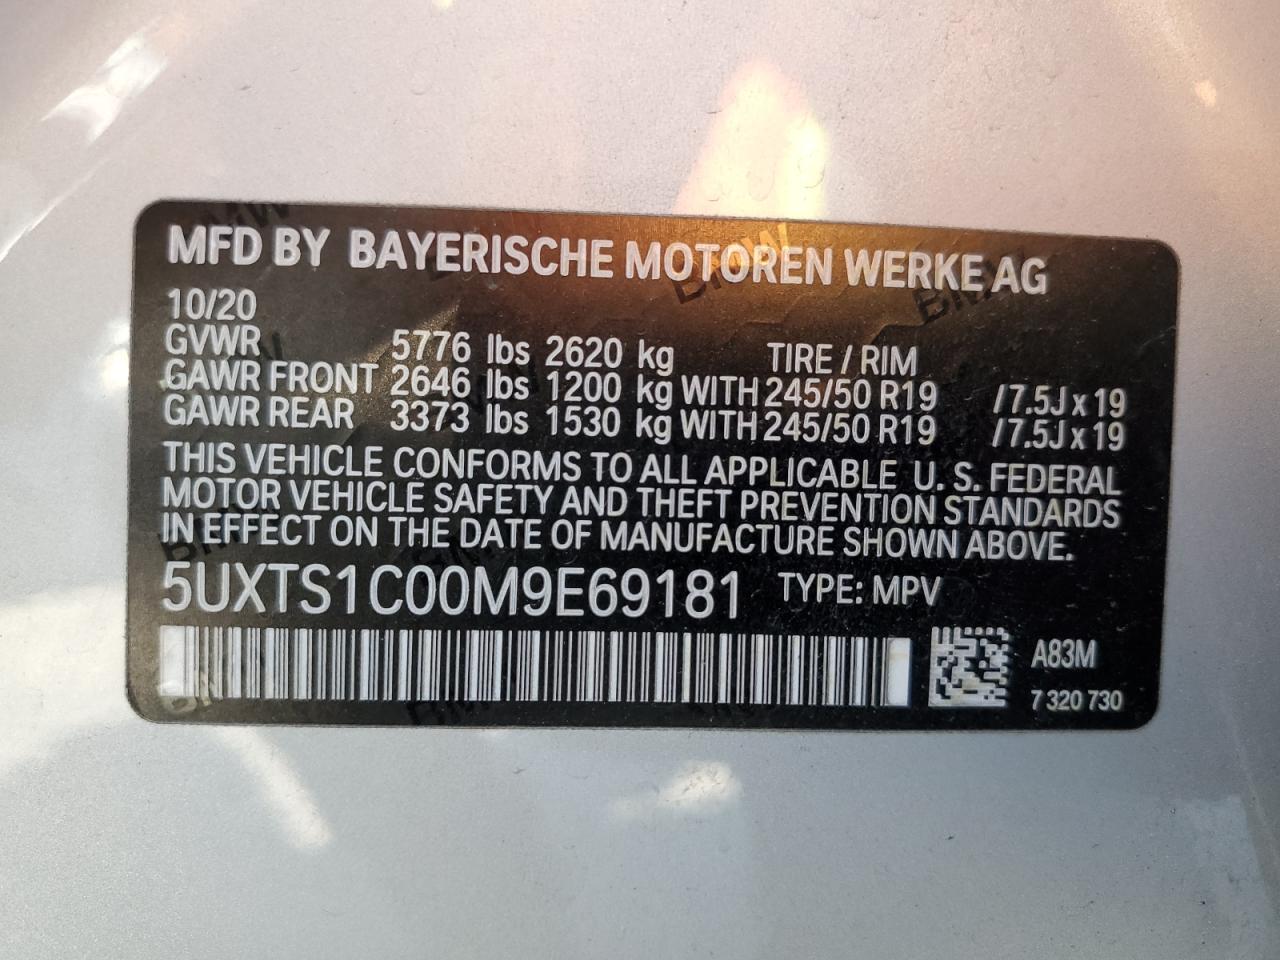 MFD BY BAYERISCHE MOTOREN WERKE AG
10/20
GVWR 5776 lbs 2620 kg TIRE / RIM
GAWR FRONT 2646 lbs 1200 kg WITH 245/50 R19 /7.5J x 19
GAWR REAR 3373 lbs 1530 kg WITH 245/50 R19 /7.5J x 19
THIS VEHICLE CONFORMS TO ALL APPLICABLE U. S. FEDERAL
MOTOR VEHICLE SAFETY AND THEFT PREVENTION STANDARDS
IN EFFECT ON THE DATE OF MANUFACTURE SHOWN ABOVE.
5UXTS1C00M9E69181 TYPE: MPV
A83M
7 320 730